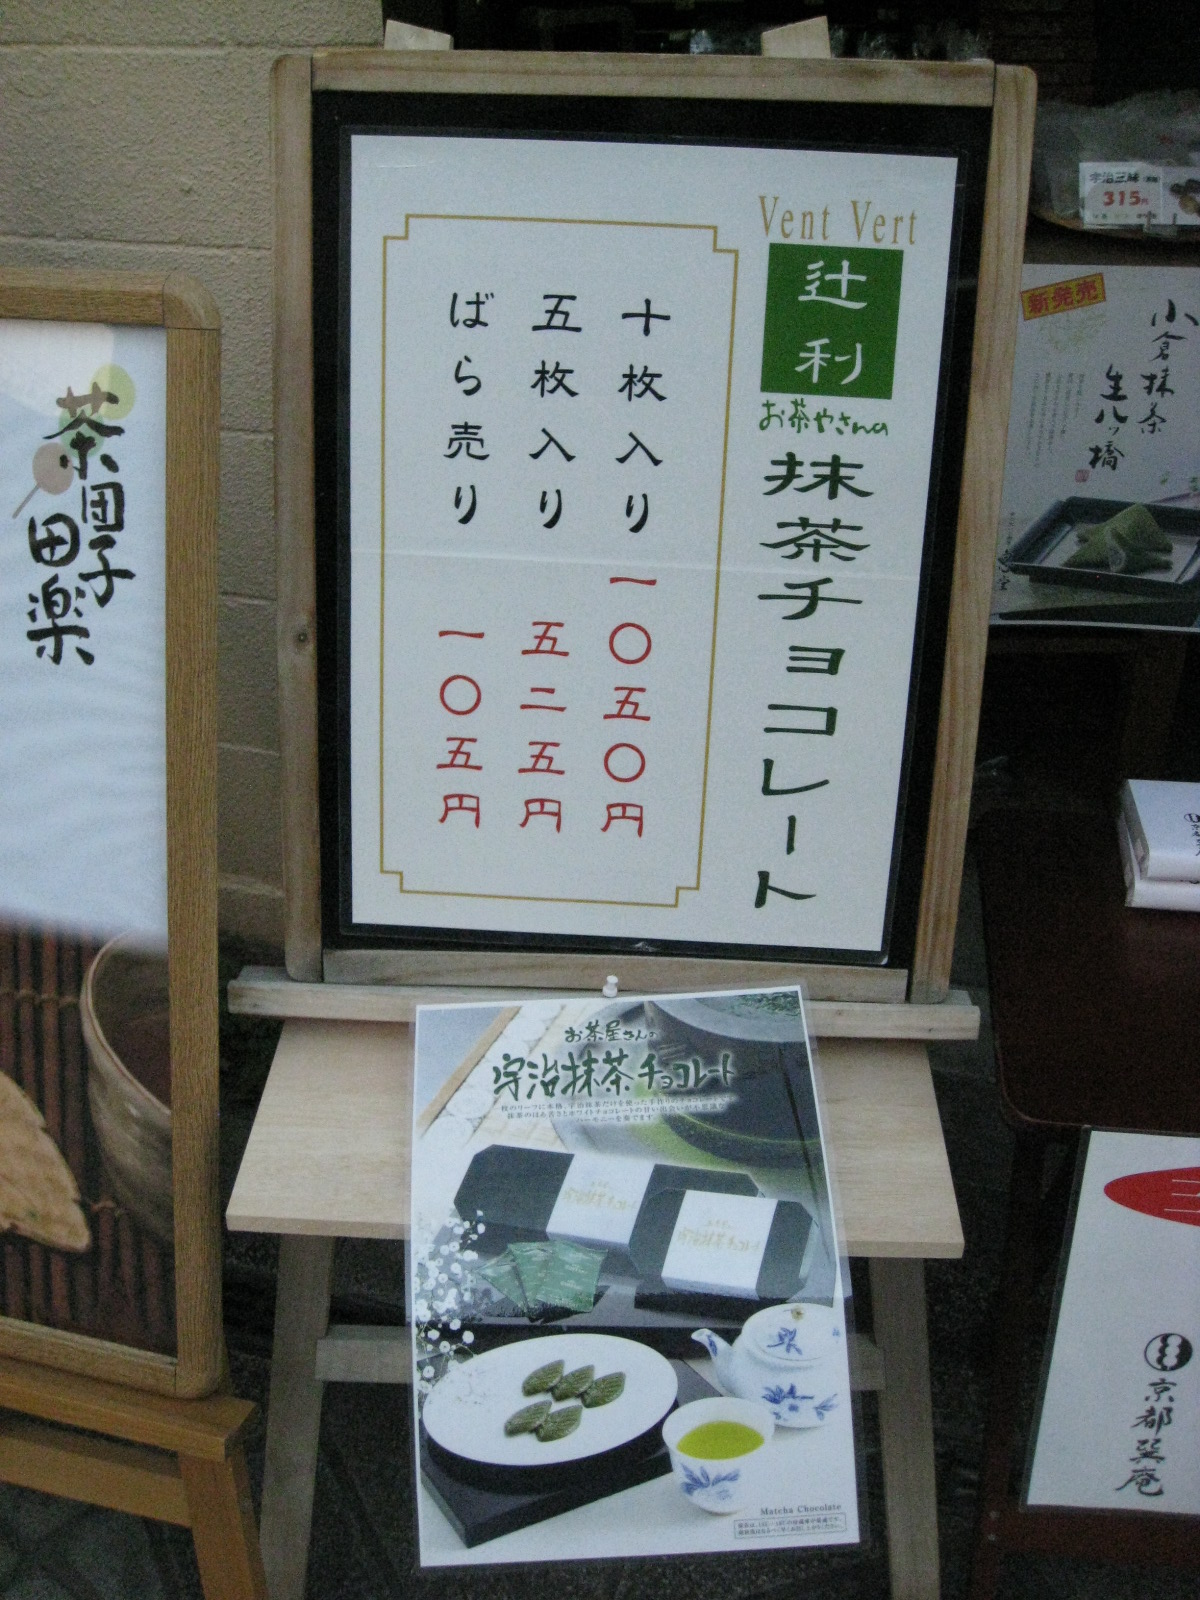 Vent Vert
辻利
お茶やさんの
抹茶チョコレート
十枚入り 一〇五〇円
五枚入り 五二五円
ばら売り 一〇五円
お茶屋さんの
宇治抹茶チョコレート
Matcha Chocolate
茶団子
田楽
315円
新発売
小倉抹茶
生八ッ橋
京都巽庵